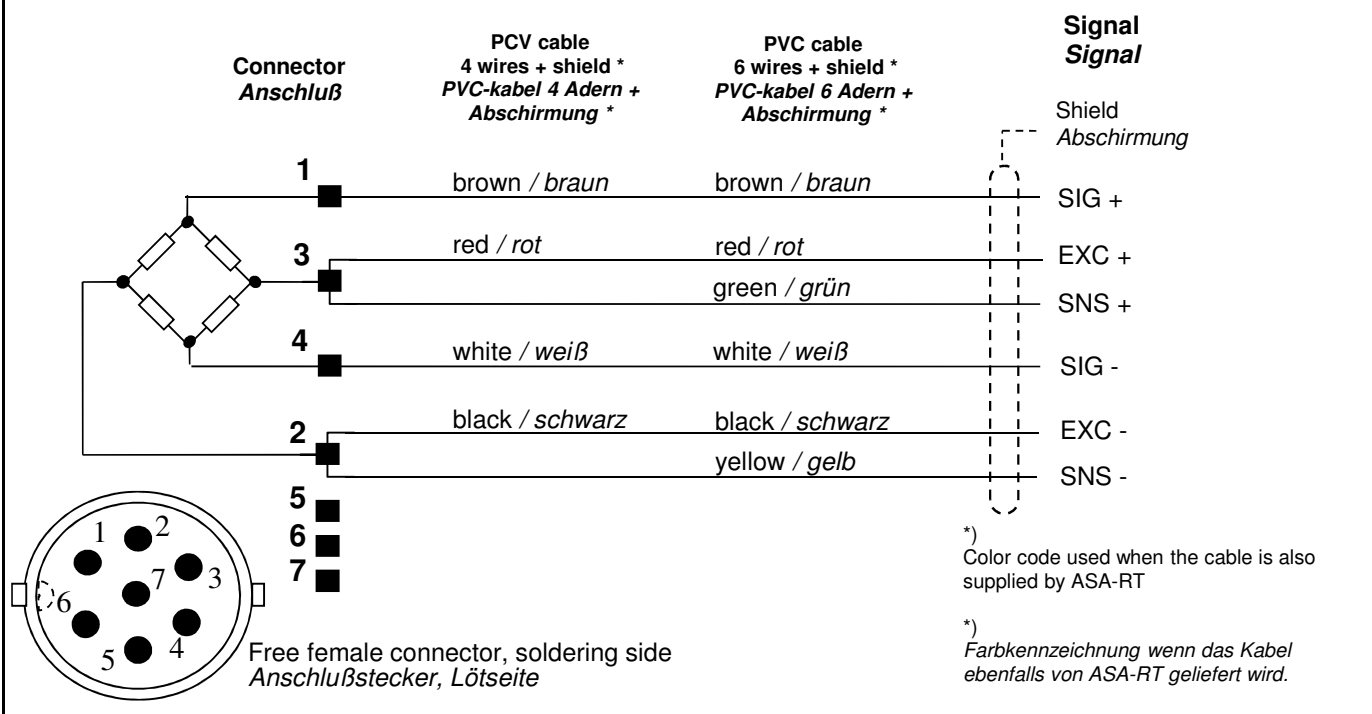 Connector
Anschluß
PCV cable
4 wires + shield *
PVC-kabel 4 Adern +
Abschirmung *
PVC cable
6 wires + shield *
PVC-kabel 6 Adern +
Abschirmung *
Signal
Signal
Shield
Abschirmung
1
brown / braun
brown / braun
SIG +
3
red / rot
red / rot
EXC +
green / grün
SNS +
4
white / weiß
white / weiß
SIG -
2
black / schwarz
black / schwarz
EXC -
yellow / gelb
SNS -
5
6
7
1
2
3
7
6
5
4
Free female connector, soldering side
Anschlußstecker, Lötseite
*)
Color code used when the cable is also
supplied by ASA-RT
*)
Farbkennzeichnung wenn das Kabel
ebenfalls von ASA-RT geliefert wird.